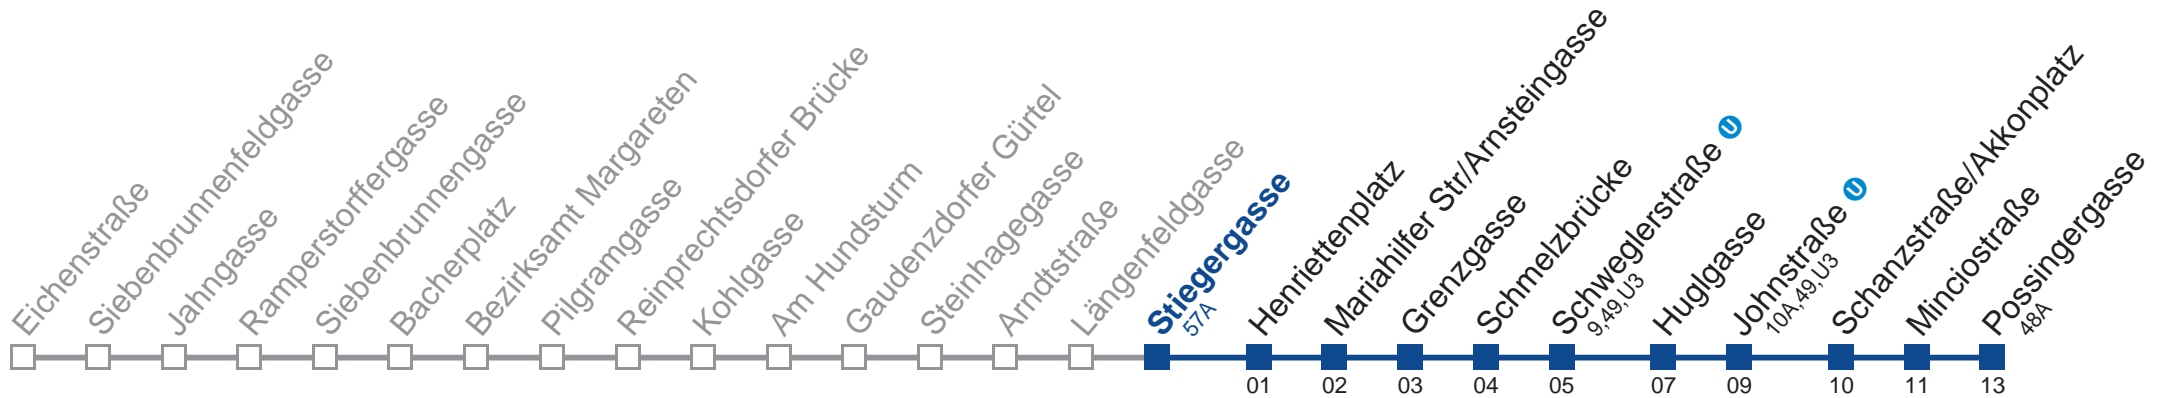 Eichenstraße
Siebenbrunnenfeldgasse
Jahngasse
Ramperstoffergasse
Siebenbrunnengasse
Bacherplatz
Bezirksamt Margareten
Pilgramgasse
Reinprechtsdorfer Brücke
Kohlgasse
Am Hundsturm
Gaudenzdorfer Gürtel
Steinhagegasse
Arndtstraße
Längenfeldgasse
Stiegergasse
57A
Henriettenplatz
Mariahilfer Str/Arnsteingasse
Grenzgasse
Schmelzbrücke
Schweglerstraße U
9,49,U3
Huglgasse
Johnstraße U
10A,49,U3
Schanzstraße/Akkonplatz
Minciostraße
Possingergasse
48A
01 02 03 04 05 07 09 10 11 13